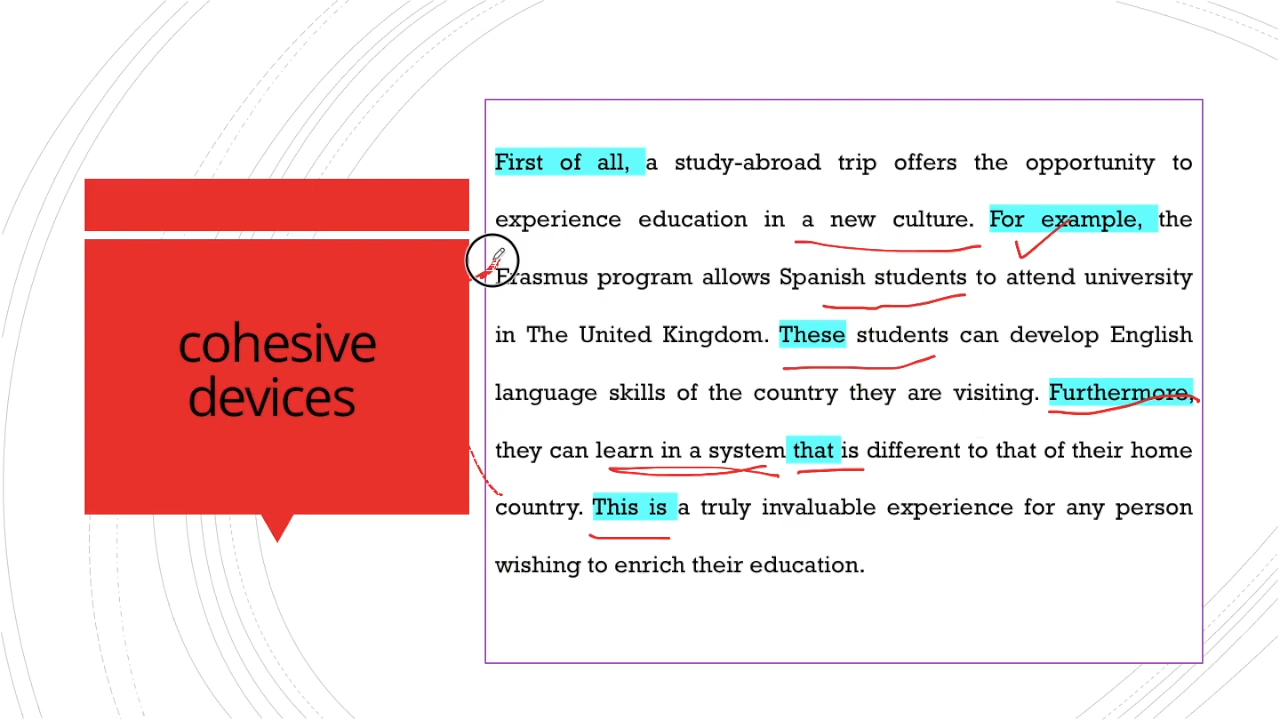 cohesive
devices
First of all, a study-abroad trip offers the opportunity to
experience education in a new culture. For example, the
Erasmus program allows Spanish students to attend university
in The United Kingdom. These students can develop English
language skills of the country they are visiting. Furthermore,
they can learn in a system that is different to that of their home
country. This is a truly invaluable experience for any person
wishing to enrich their education.